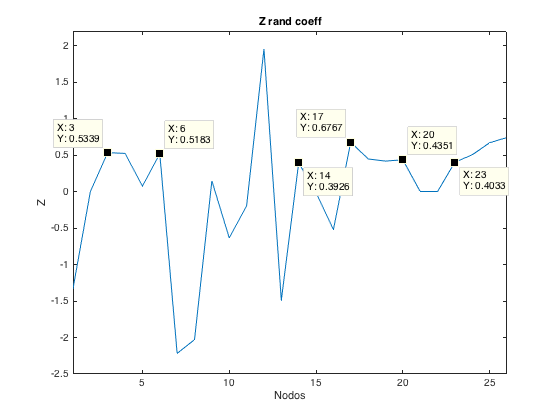 Z rand coeff
2
1.5
1
0.5
0
-0.5
-1
-1.5
-2
-2.5
Z
X: 3
Y: 0.5339
X: 6
Y: 0.5183
X: 14
Y: 0.3926
X: 17
Y: 0.6767
X: 20
Y: 0.4351
X: 23
Y: 0.4033
5
10
15
20
25
Nodos